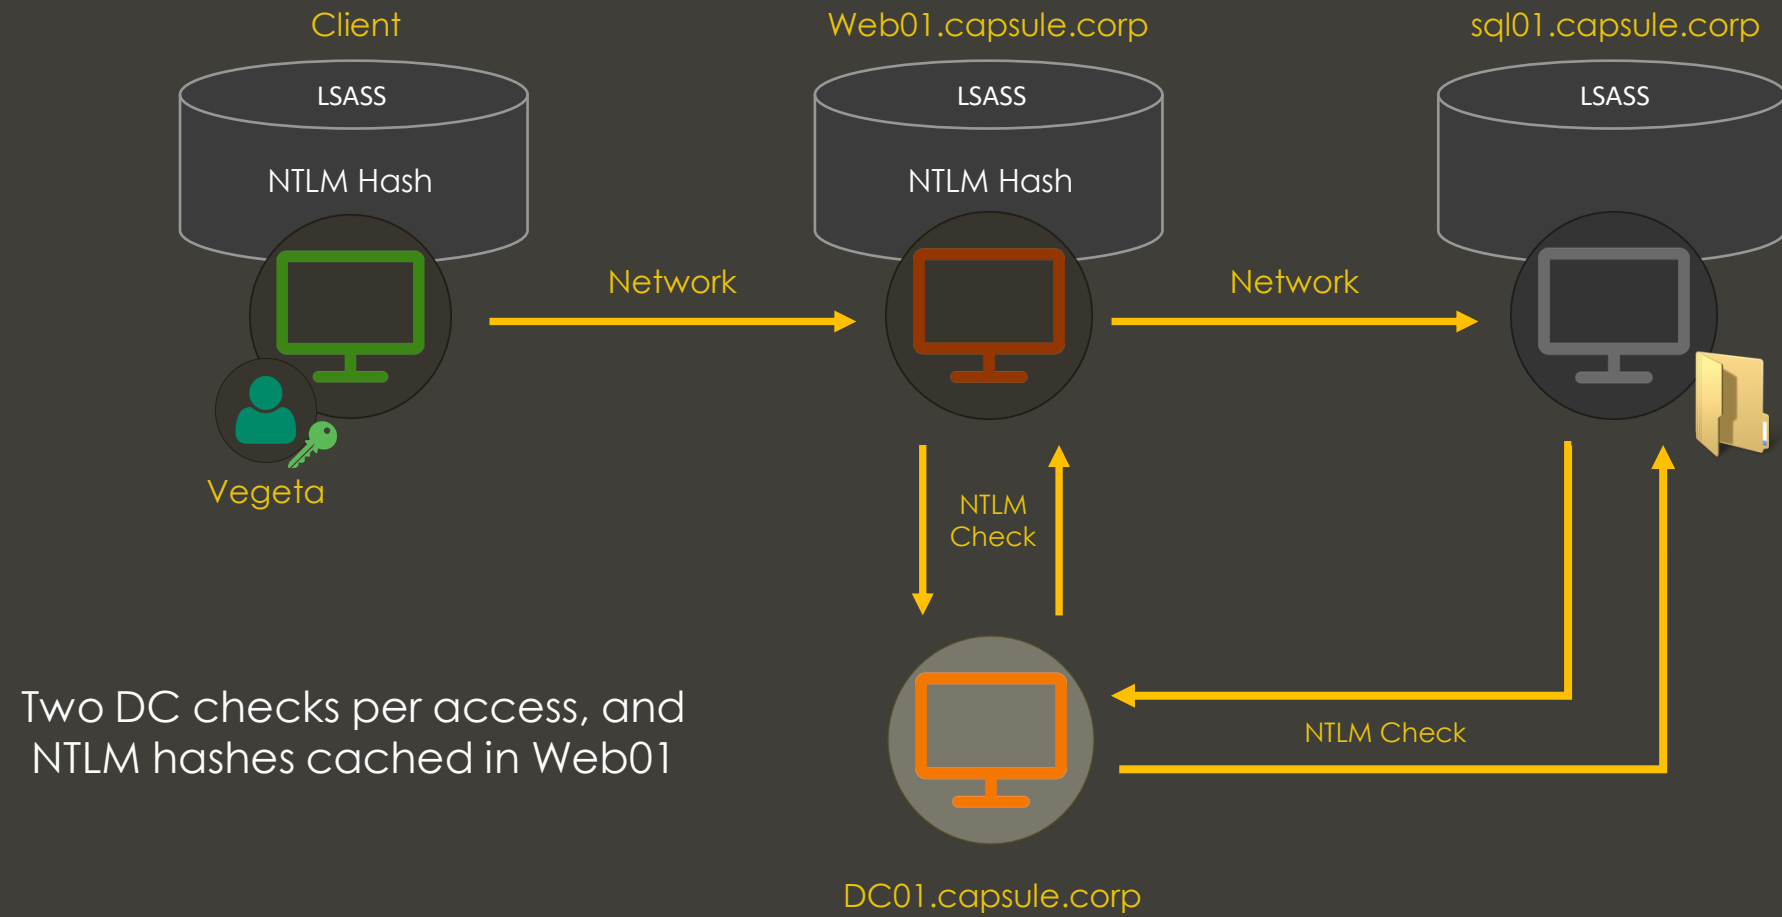 Client
Web01.capsule.corp
sql01.capsule.corp
LSASS
LSASS
LSASS
NTLM Hash
NTLM Hash
Network
Network
Vegeta
NTLM
Check
Two DC checks per access, and
NTLM hashes cached in Web01
NTLM Check
DC01.capsule.corp